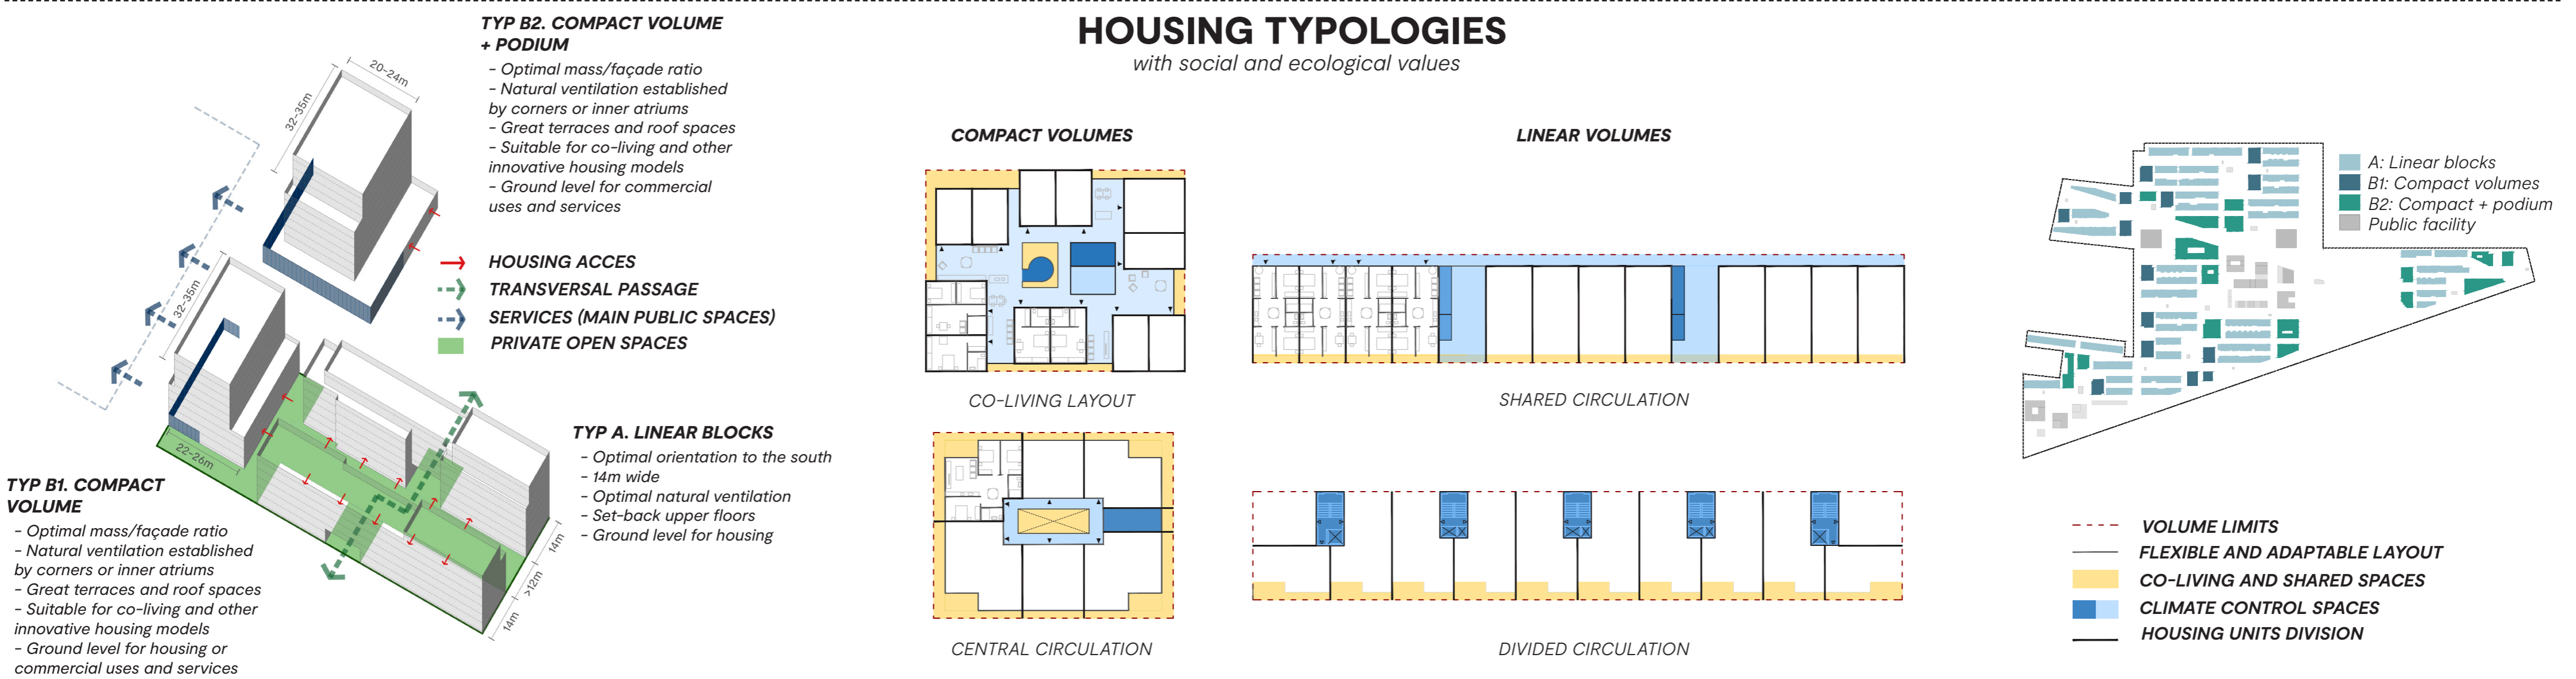 HOUSING TYPOLOGIES
with social and ecological values
TYP B2. COMPACT VOLUME
+ PODIUM
- Optimal mass/façade ratio
- Natural ventilation established
by corners or inner atriums
- Great terraces and roof spaces
- Suitable for co-living and other
innovative housing models
- Ground level for commercial
uses and services
20-24m
32-35m
HOUSING ACCES
TRANSVERSAL PASSAGE
SERVICES (MAIN PUBLIC SPACES)
PRIVATE OPEN SPACES
32-35m
22-26m
TYP A. LINEAR BLOCKS
- Optimal orientation to the south
- 14m wide
- Optimal natural ventilation
- Set-back upper floors
- Ground level for housing
14m
>12m
14m
TYP B1. COMPACT
VOLUME
- Optimal mass/façade ratio
- Natural ventilation established
by corners or inner atriums
- Great terraces and roof spaces
- Suitable for co-living and other
innovative housing models
- Ground level for housing or
commercial uses and services
COMPACT VOLUMES
CO-LIVING LAYOUT
CENTRAL CIRCULATION
LINEAR VOLUMES
SHARED CIRCULATION
DIVIDED CIRCULATION
A: Linear blocks
B1: Compact volumes
B2: Compact + podium
Public facility
VOLUME LIMITS
FLEXIBLE AND ADAPTABLE LAYOUT
CO-LIVING AND SHARED SPACES
CLIMATE CONTROL SPACES
HOUSING UNITS DIVISION